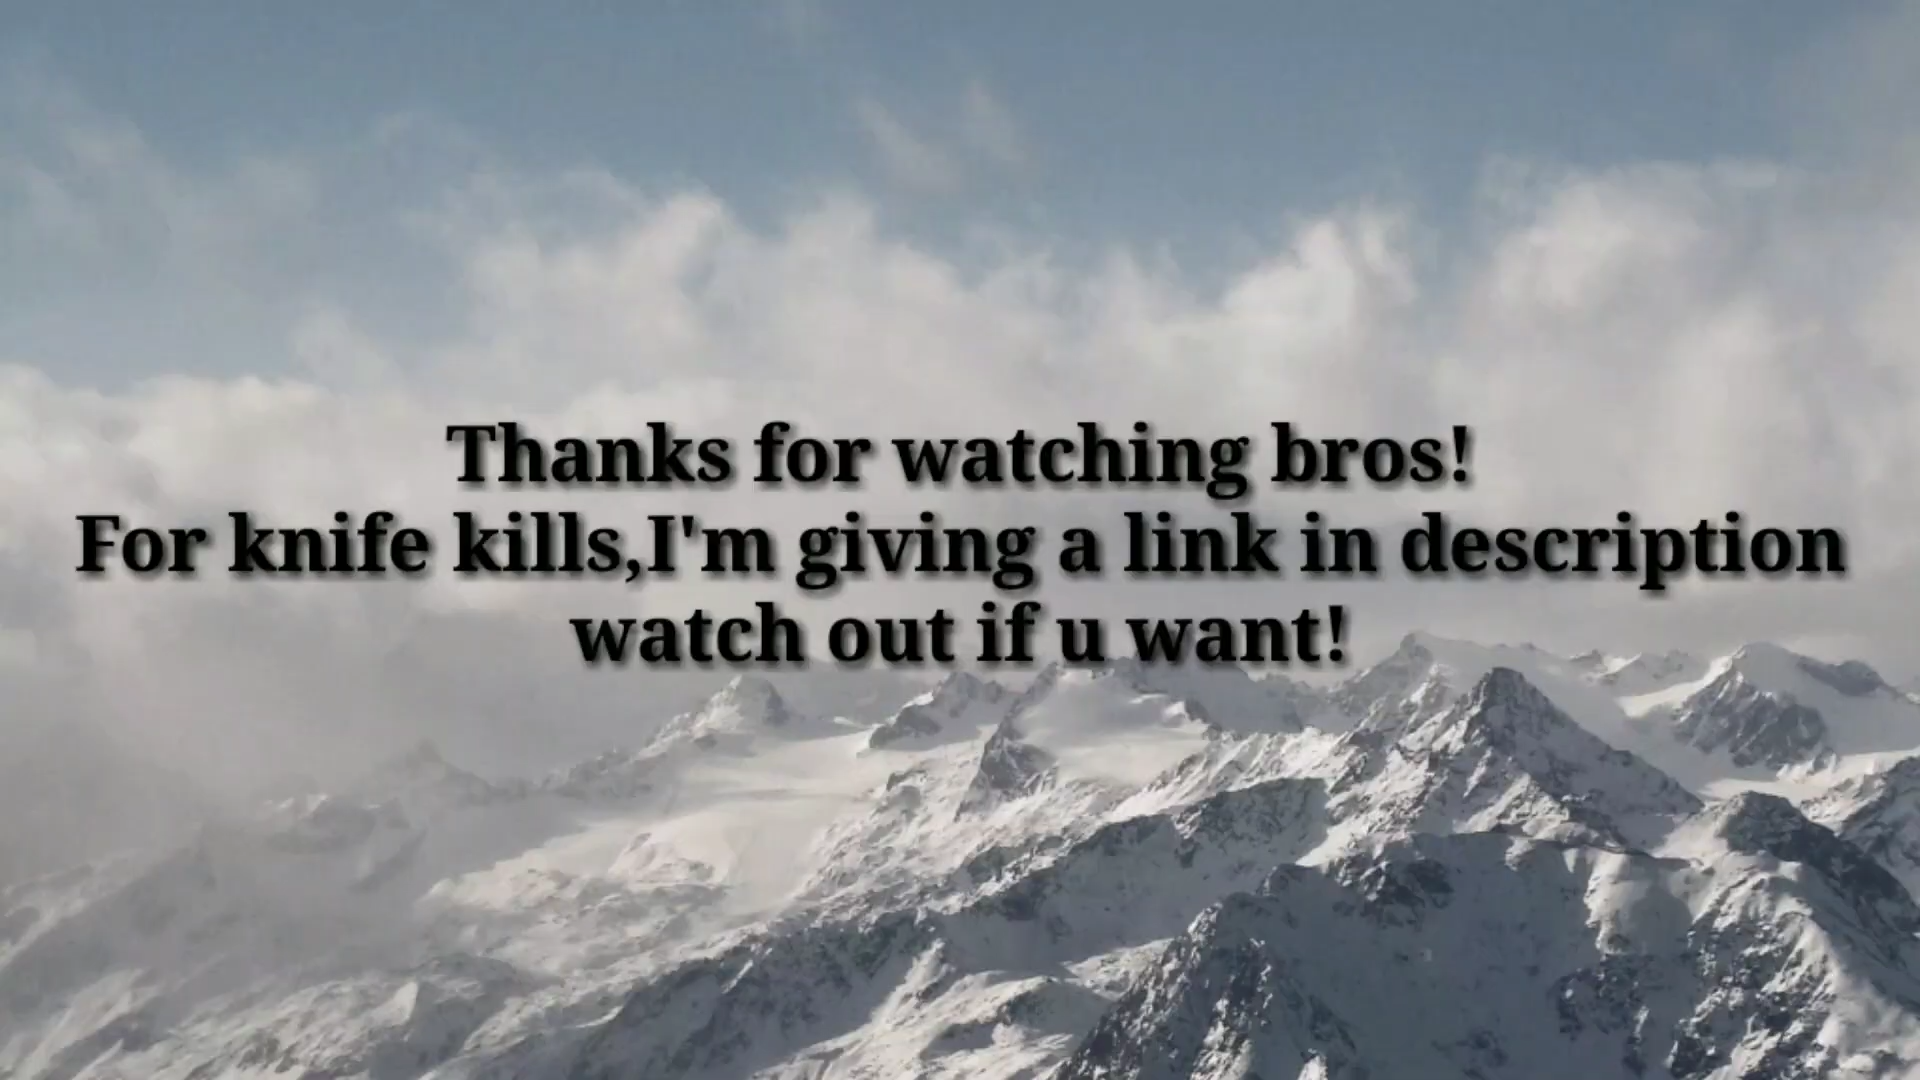 Thanks for watching bros!
For knife kills,I'm giving a link in description
watch out if u want!